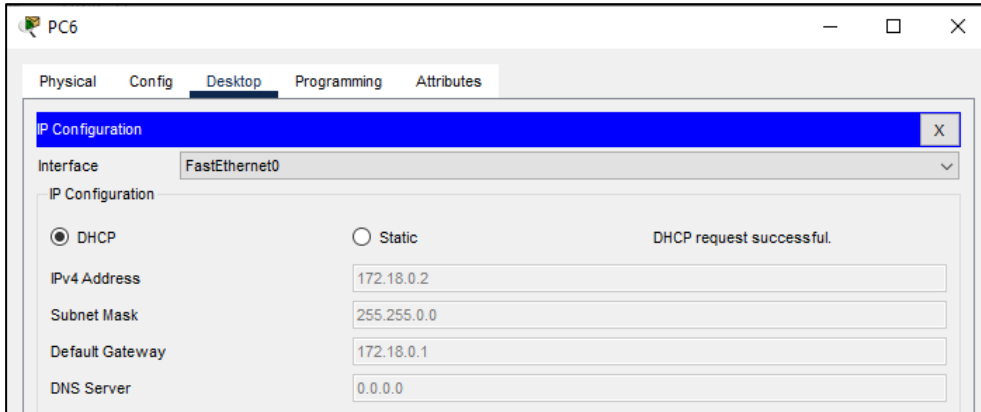 PC6
Physical Config Desktop Programming Attributes
IP Configuration X
Interface FastEthernet0
IP Configuration
DHCP Static DHCP request successful.
IPv4 Address 172.18.0.2
Subnet Mask 255.255.0.0
Default Gateway 172.18.0.1
DNS Server 0.0.0.0